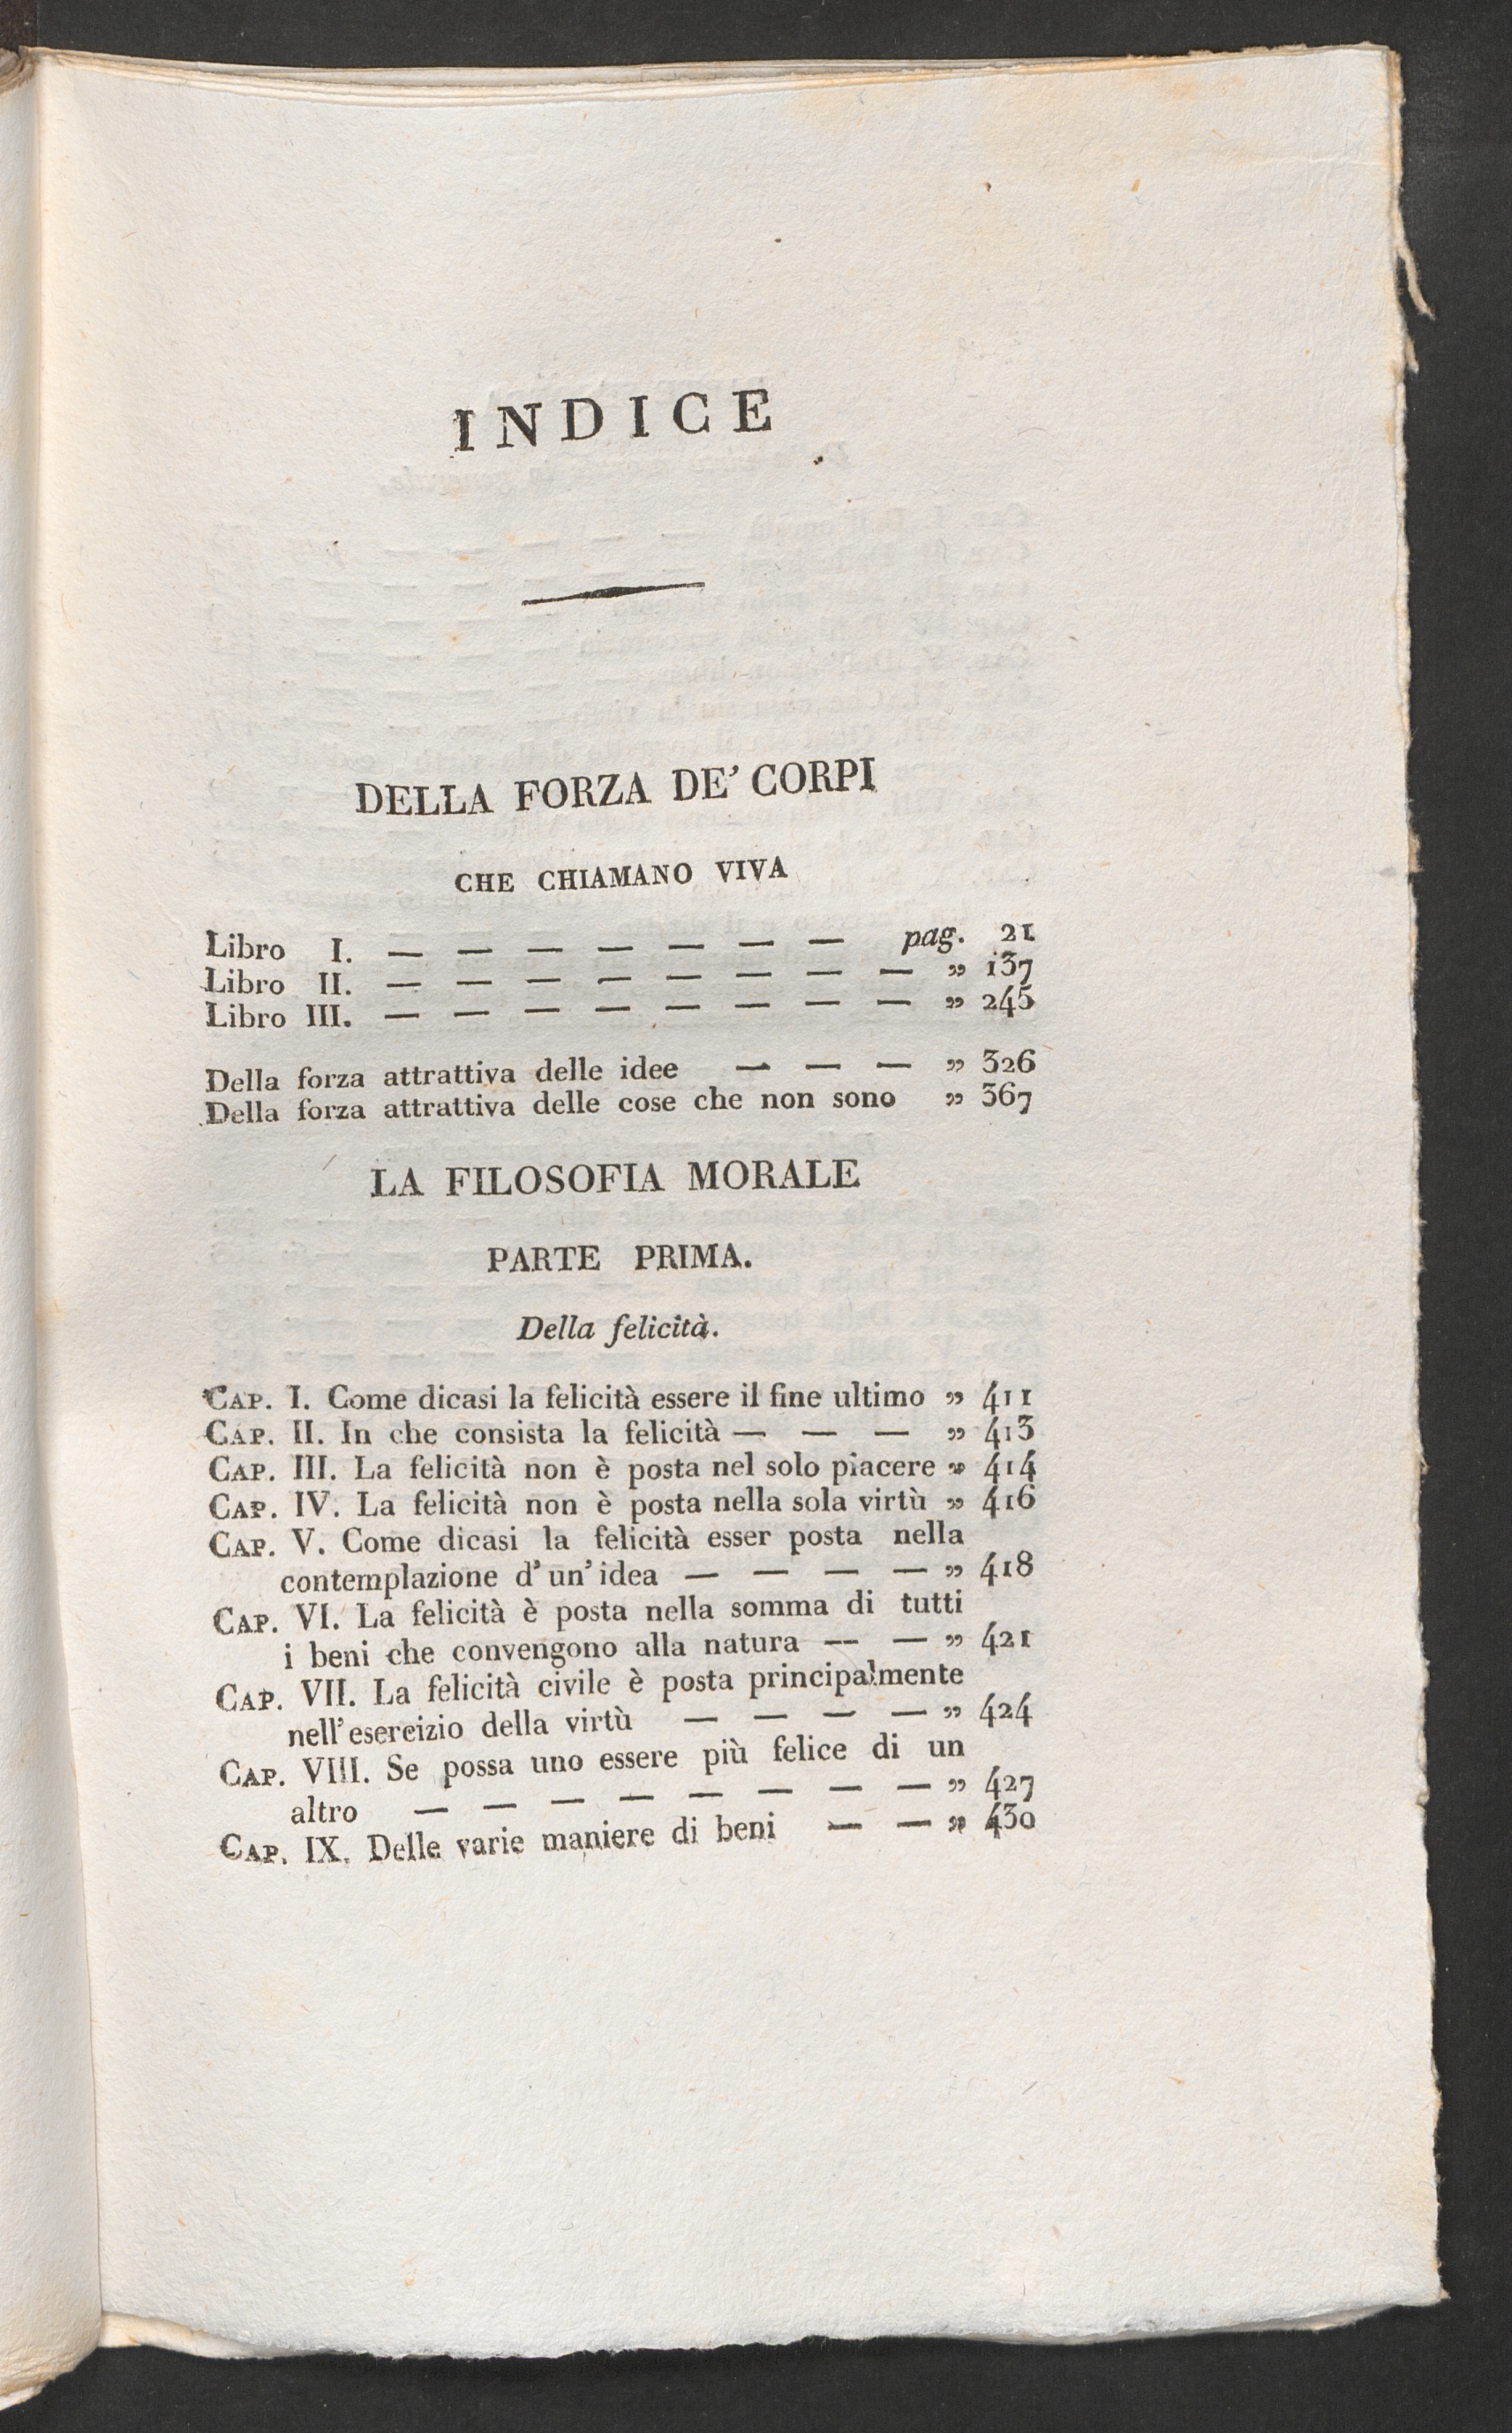 INDICE
DELLA FORZA DE' CORPI
CHE CHIAMANO VIVA
Libro I. — — — — — — — pag. 21
Libro II. — — — — — — — — „ 137
Libro III. — — — — — — — — „ 245
Della forza attrattiva delle idee — — — „ 326
Della forza attrattiva delle cose che non sono „ 367
LA FILOSOFIA MORALE
PARTE PRIMA.
Della felicità.
CAP. I. Come dicasi la felicità essere il fine ultimo „ 411
CAP. II. In che consista la felicità — — — „ 413
CAP. III. La felicità non è posta nel solo piacere „ 414
CAP. IV. La felicità non è posta nella sola virtù „ 416
CAP. V. Come dicasi la felicità esser posta nella
contemplazione d'un'idea — — — — „ 418
CAP. VI. La felicità è posta nella somma di tutti
i beni che convengono alla natura — — „ 421
CAP. VII. La felicità civile è posta principalmente
nell'esercizio della virtù — — — — „ 424
CAP. VIII. Se possa uno essere più felice di un
altro — — — — — — — — „ 427
CAP. IX. Delle varie maniere di beni — — „ 430